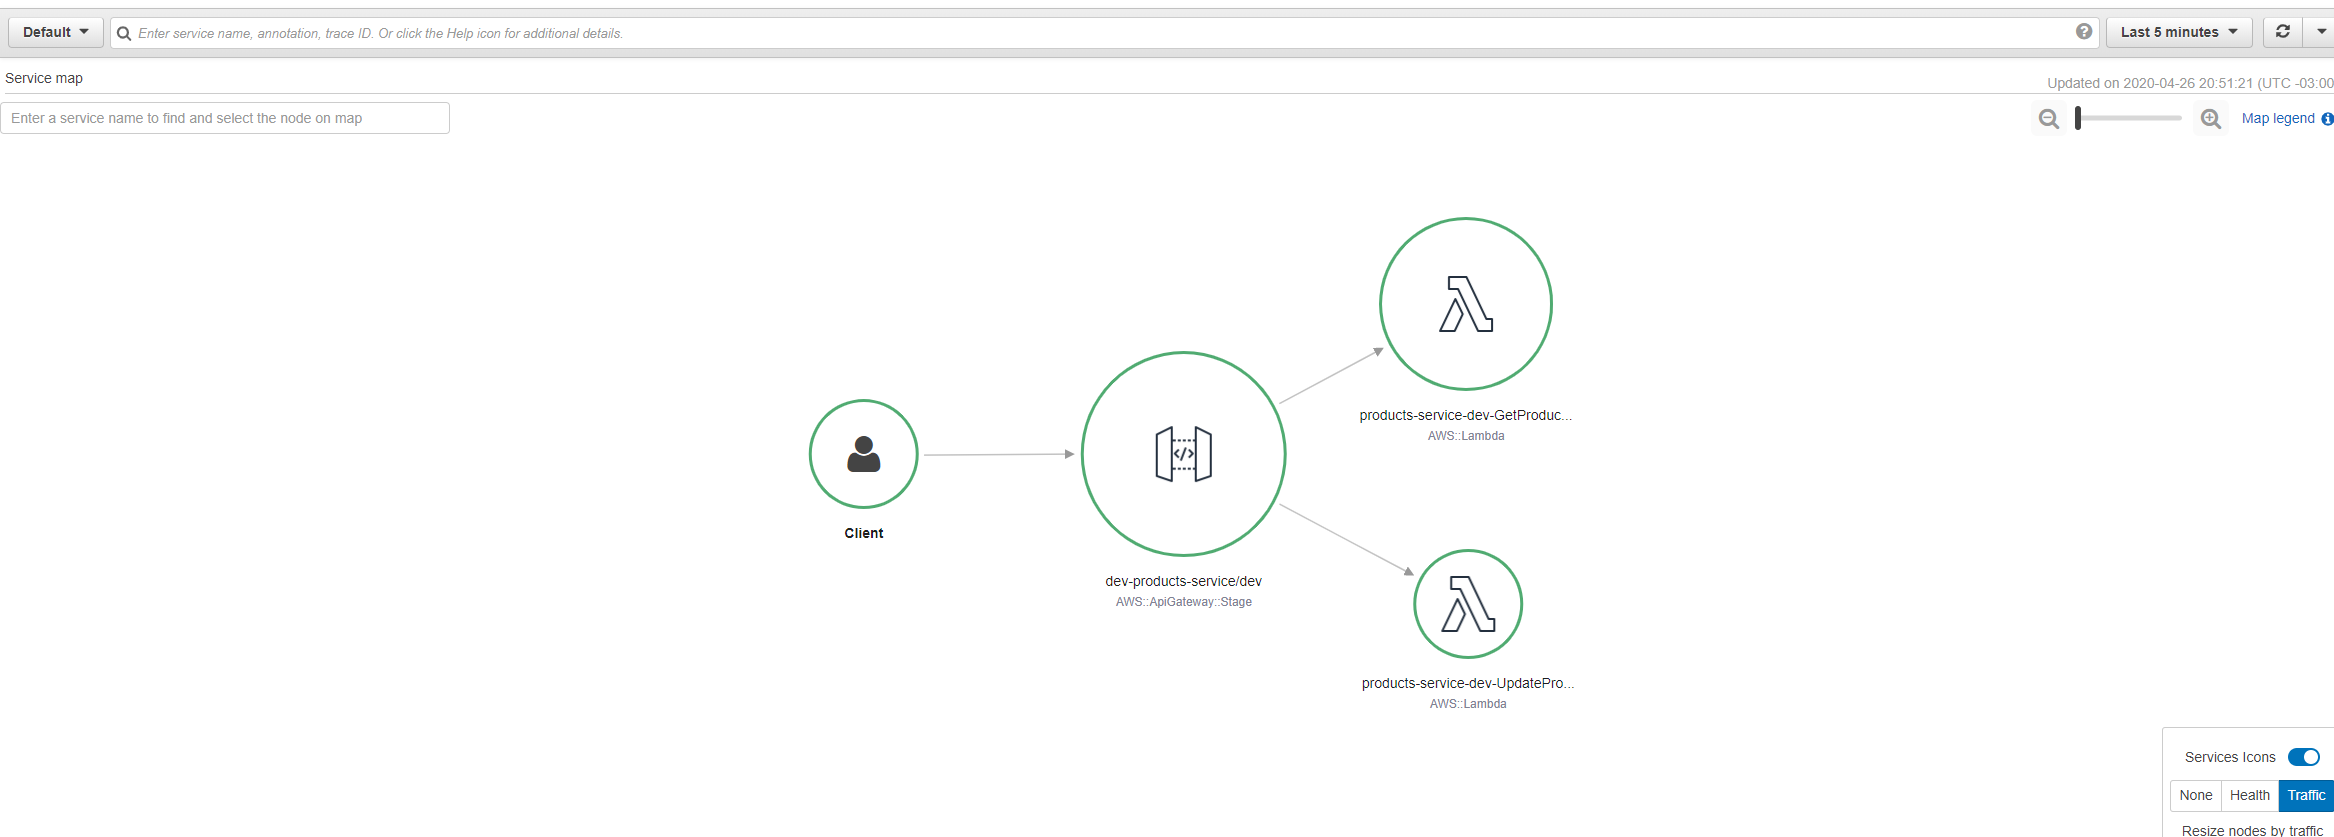 Default
Enter service name, annotation, trace ID. Or click the Help icon for additional details.
Last 5 minutes
Service map
Updated on 2020-04-26 20:51:21 (UTC -03:00
Enter a service name to find and select the node on map
Map legend
products-service-dev-GetProduc...
AWS::Lambda
Client
dev-products-service/dev
AWS::ApiGateway::Stage
products-service-dev-UpdatePro...
AWS::Lambda
Services Icons
None Health Traffic
Resize nodes by traffic